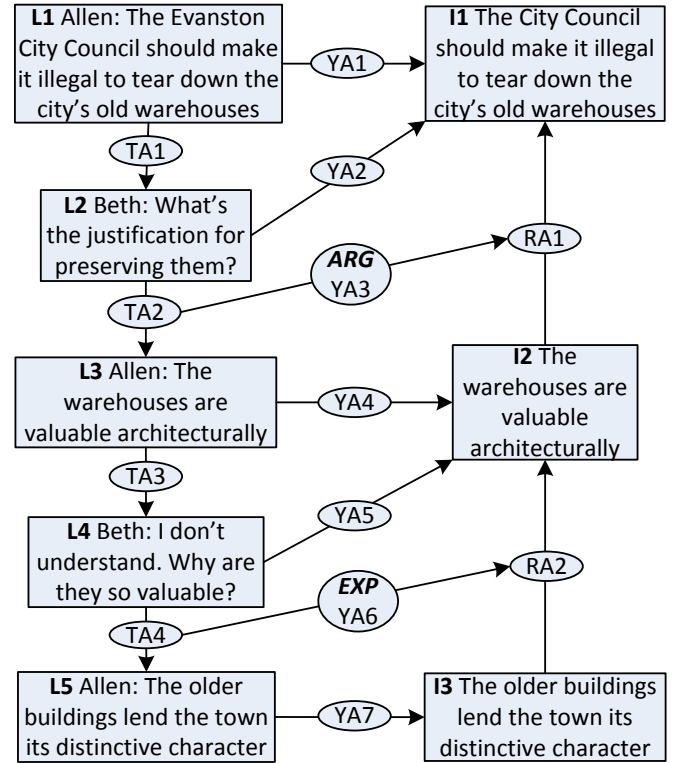 L1 Allen: The Evanston
City Council should make
it illegal to tear down the
city's old warehouses
YA1
I1 The City Council
should make it illegal
to tear down the
city's old warehouses
TA1
YA2
L2 Beth: What's
the justification for
preserving them?
RA1
ARG
YA3
TA2
L3 Allen: The
warehouses are
valuable architecturally
YA4
I2 The
warehouses are
valuable
architecturally
TA3
YA5
L4 Beth: I don't
understand. Why are
they so valuable?
RA2
EXP
YA6
TA4
L5 Allen: The older
buildings lend the town
its distinctive character
YA7
I3 The older buildings
lend the town its
distinctive character